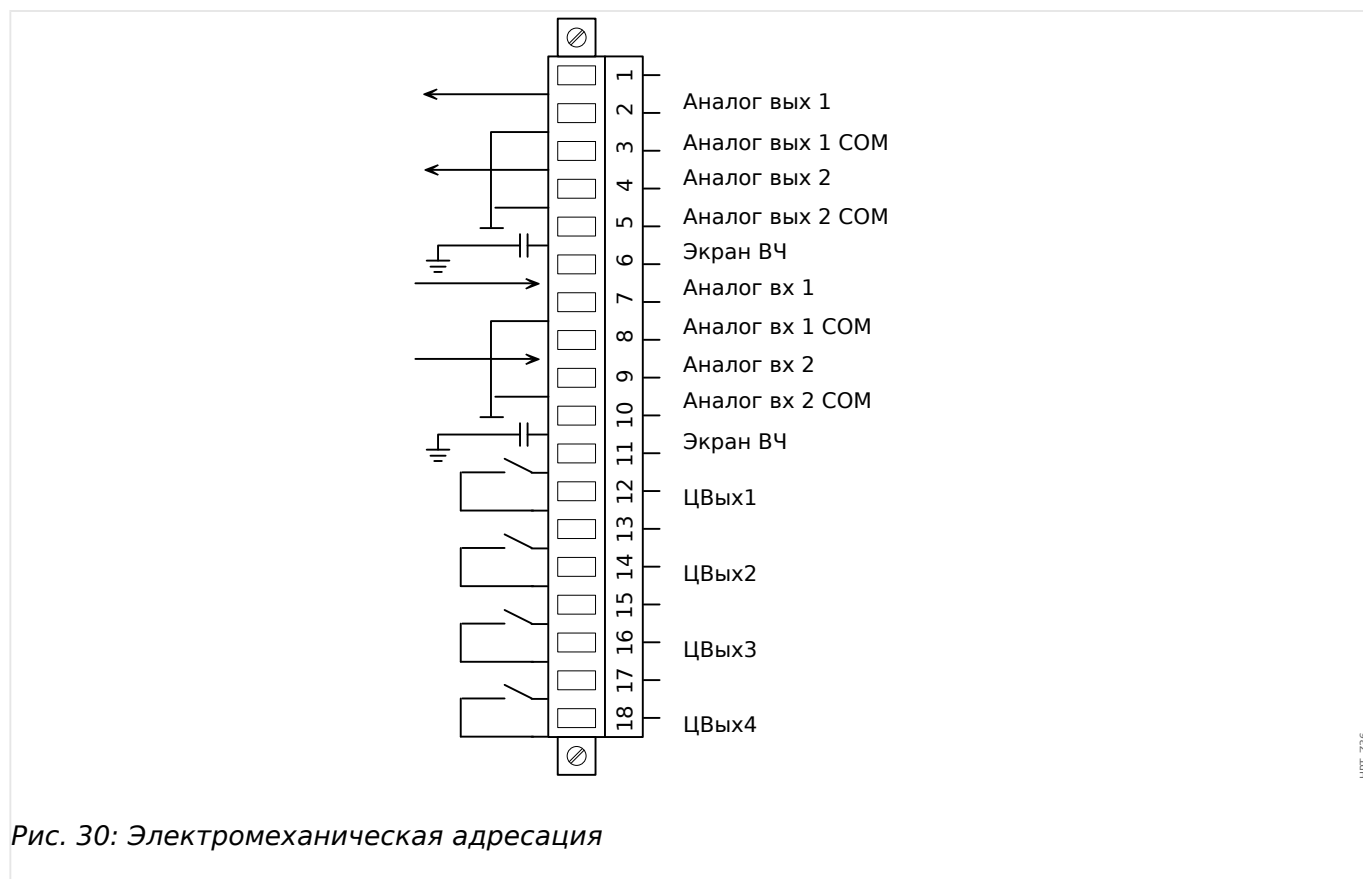 1
2
Аналог вых 1
3
Аналог вых 1 COM
4
Аналог вых 2
5
Аналог вых 2 COM
6
Экран ВЧ
7
Аналог вх 1
8
Аналог вх 1 COM
9
Аналог вх 2
10
Аналог вх 2 COM
11
Экран ВЧ
12
ЦВых1
13
14
ЦВых2
15
16
ЦВых3
17
18
ЦВых4
Рис. 30: Электромеханическая адресация